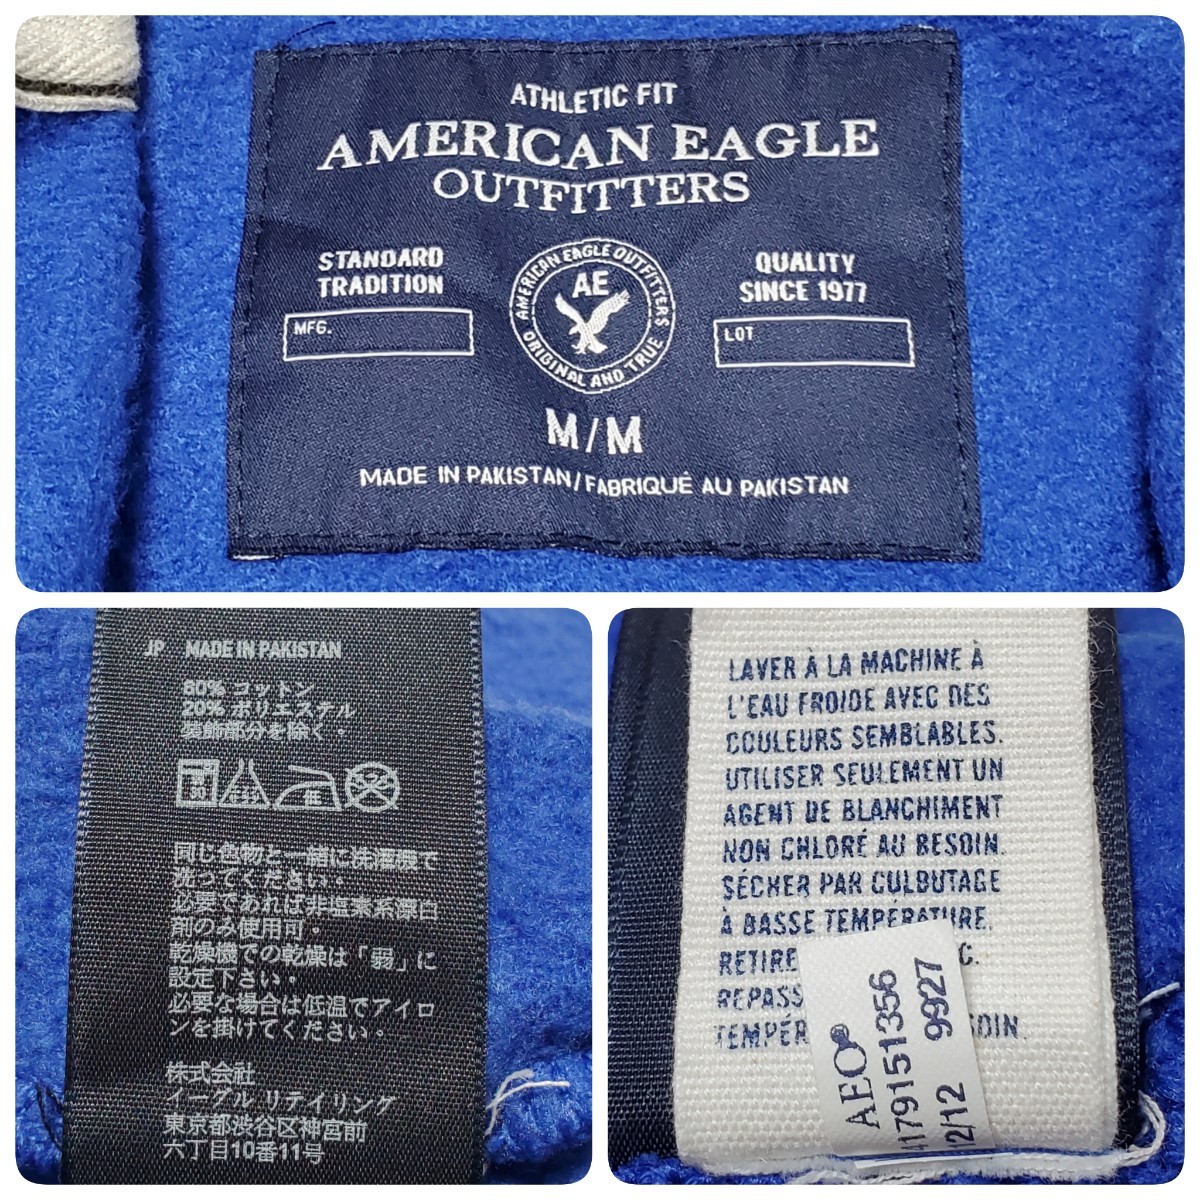 ATHLETIC FIT
AMERICAN EAGLE
OUTFITTERS
STANDARD
TRADITION
MFG.
AMERICAN EAGLE OUTFITTERS
AE
ORIGINAL AND TRUE
QUALITY
SINCE 1977
LOT
M/M
MADE IN PAKISTAN/FABRIQUÉ AU PAKISTAN
JP MADE IN PAKISTAN
80% コットン
20% ポリエステル
装飾部分を除く。
30
同じ色物と一緒に洗濯機で
洗ってください。
必要であれば非塩素系漂白
剤のみ使用可。
乾燥機での乾燥は「弱」に
設定下さい。
必要な場合は低温でアイロ
ンを掛けてください。
株式会社
イーグル リテイリング
東京都渋谷区神宮前
六丁目10番11号
LAVER À LA MACHINE À
L'EAU FROIDE AVEC DES
COULEURS SEMBLABLES.
UTILISER SEULEMENT UN
AGENT DE BLANCHIMENT
NON CHLORÉ AU BESOIN.
SÉCHER PAR CULBUTAGE
À BASSE TEMPÉRATURE.
RETIRE
REPASS
TEMPÉR
AEO
4179151356
12/12 9927